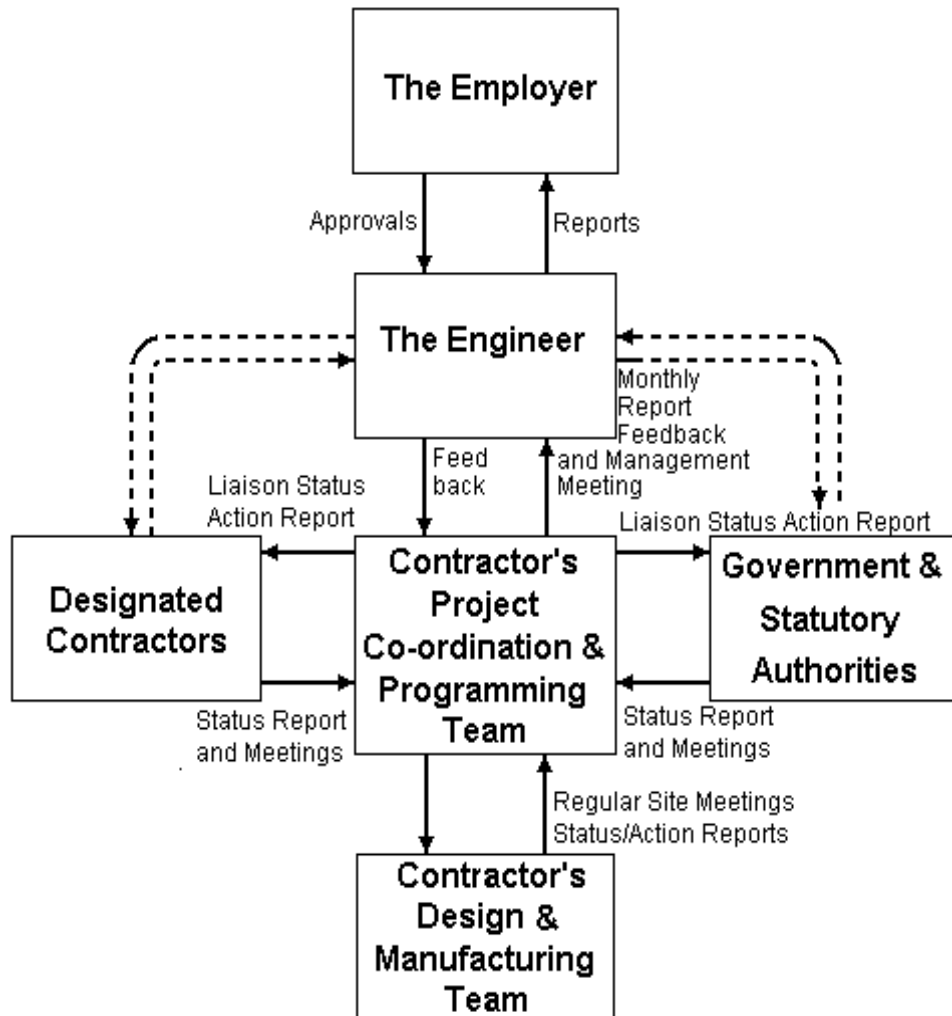 The Employer
Approvals
Reports
The Engineer
Monthly
Report
Feedback
and Management
Meeting
Feed
back
Liaison Status
Action Report
Liaison Status Action Report
Designated
Contractors
Contractor's
Project
Co-ordination &
Programming
Team
Government &
Statutory
Authorities
Status Report
and Meetings
Status Report
and Meetings
Regular Site Meetings
Status/Action Reports
Contractor's
Design &
Manufacturing
Team